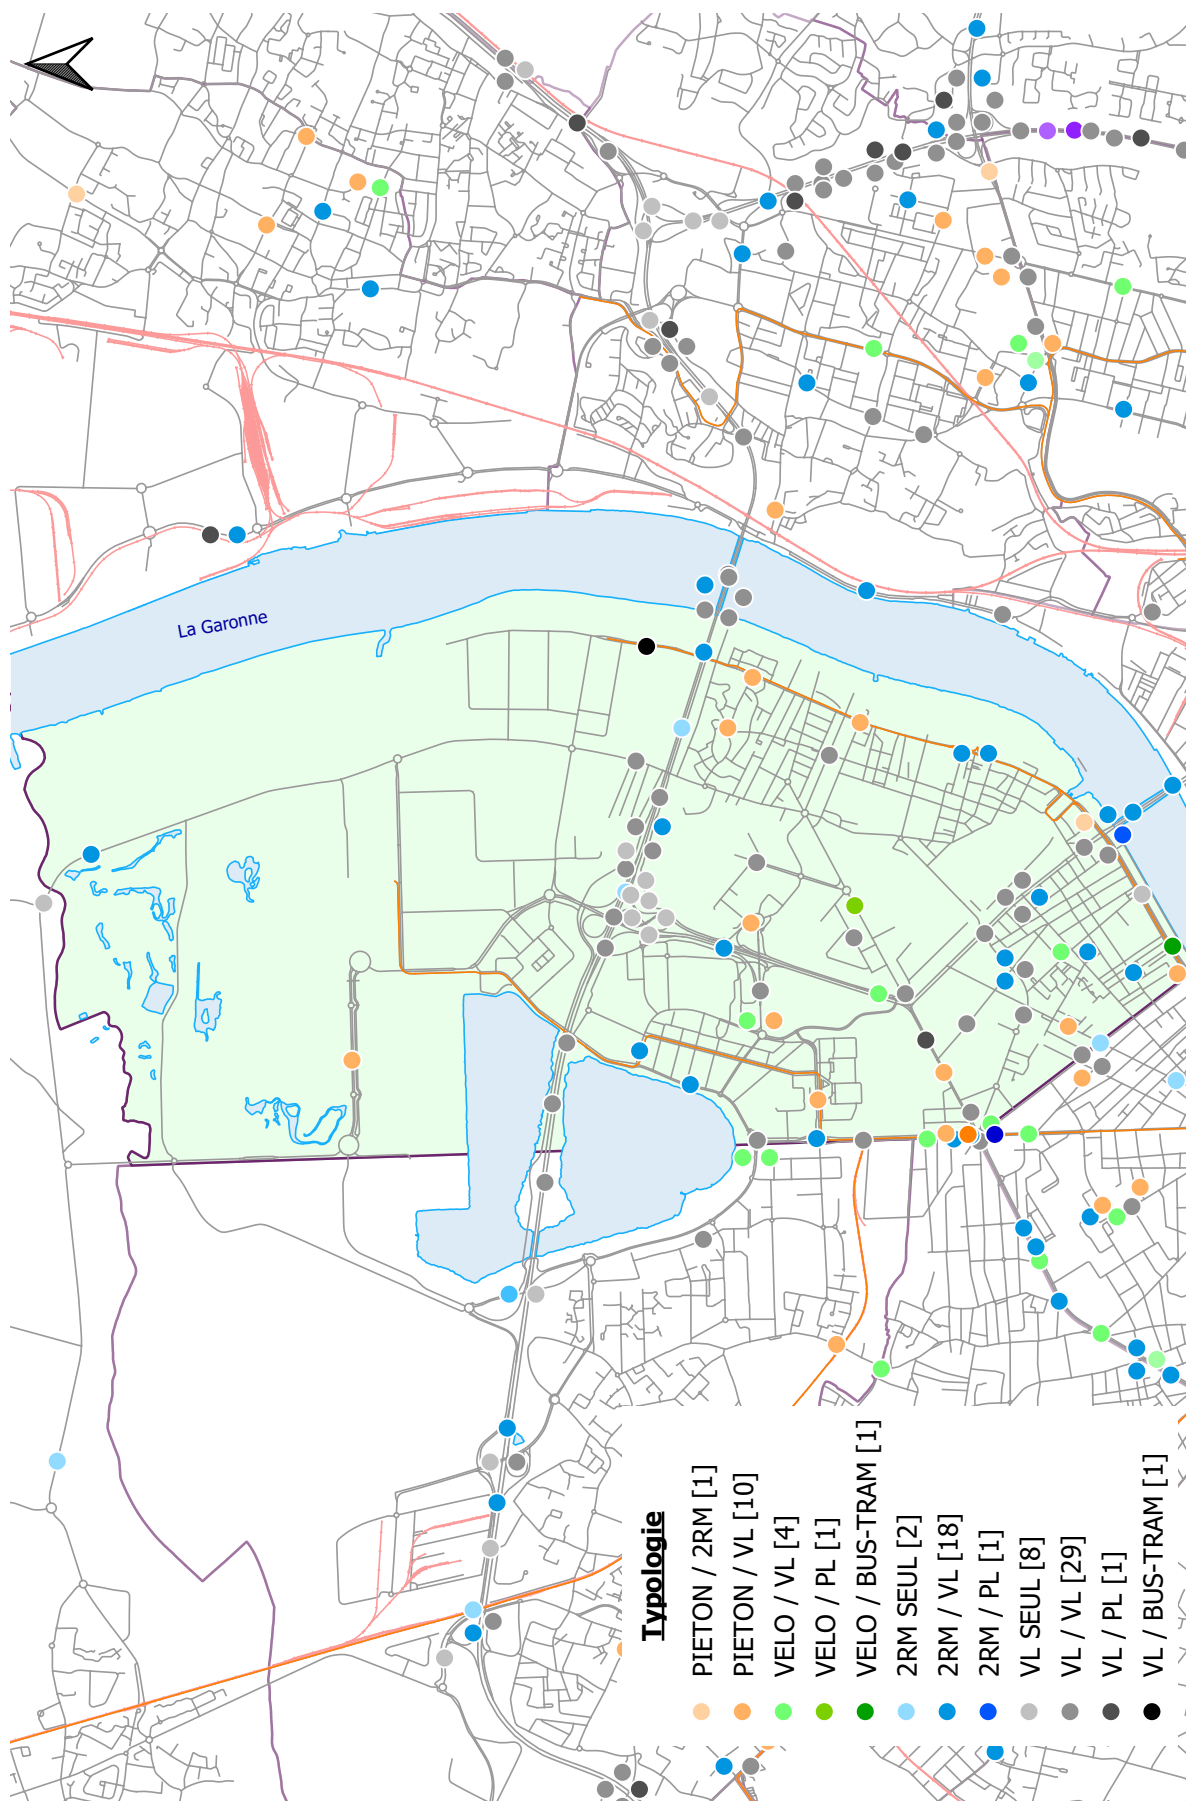 La Garonne
Typologie
PIETON / 2RM [1]
PIETON / VL [10]
VELO / VL [4]
VELO / PL [1]
VELO / BUS-TRAM [1]
2RM SEUL [2]
2RM / VL [18]
2RM / PL [1]
VL SEUL [8]
VL / VL [29]
VL / PL [1]
VL / BUS-TRAM [1]